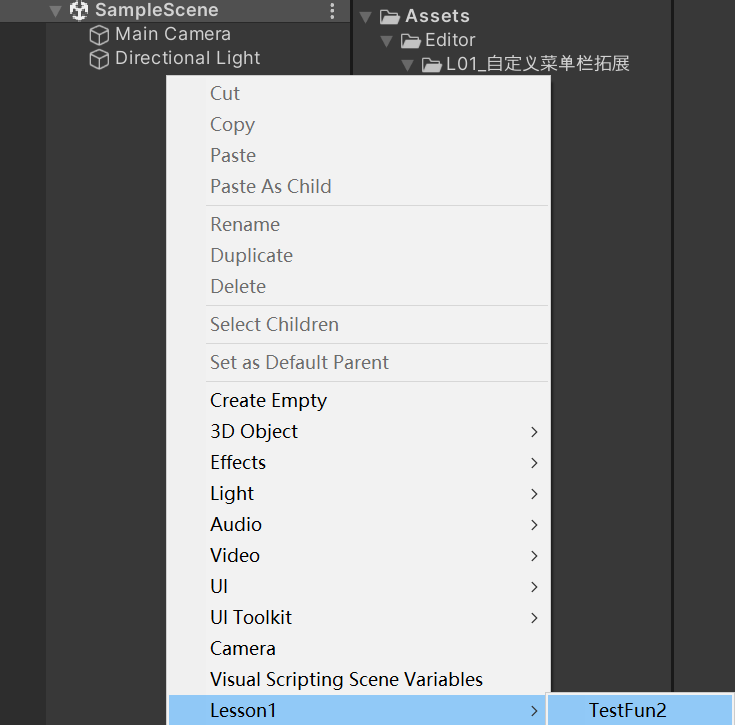 SampleScene
Main Camera
Directional Light
Assets
Editor
L01_自定义菜单栏拓展
Cut
Copy
Paste
Paste As Child
Rename
Duplicate
Delete
Select Children
Set as Default Parent
Create Empty
3D Object
Effects
Light
Audio
Video
UI
UI Toolkit
Camera
Visual Scripting Scene Variables
Lesson1
TestFun2